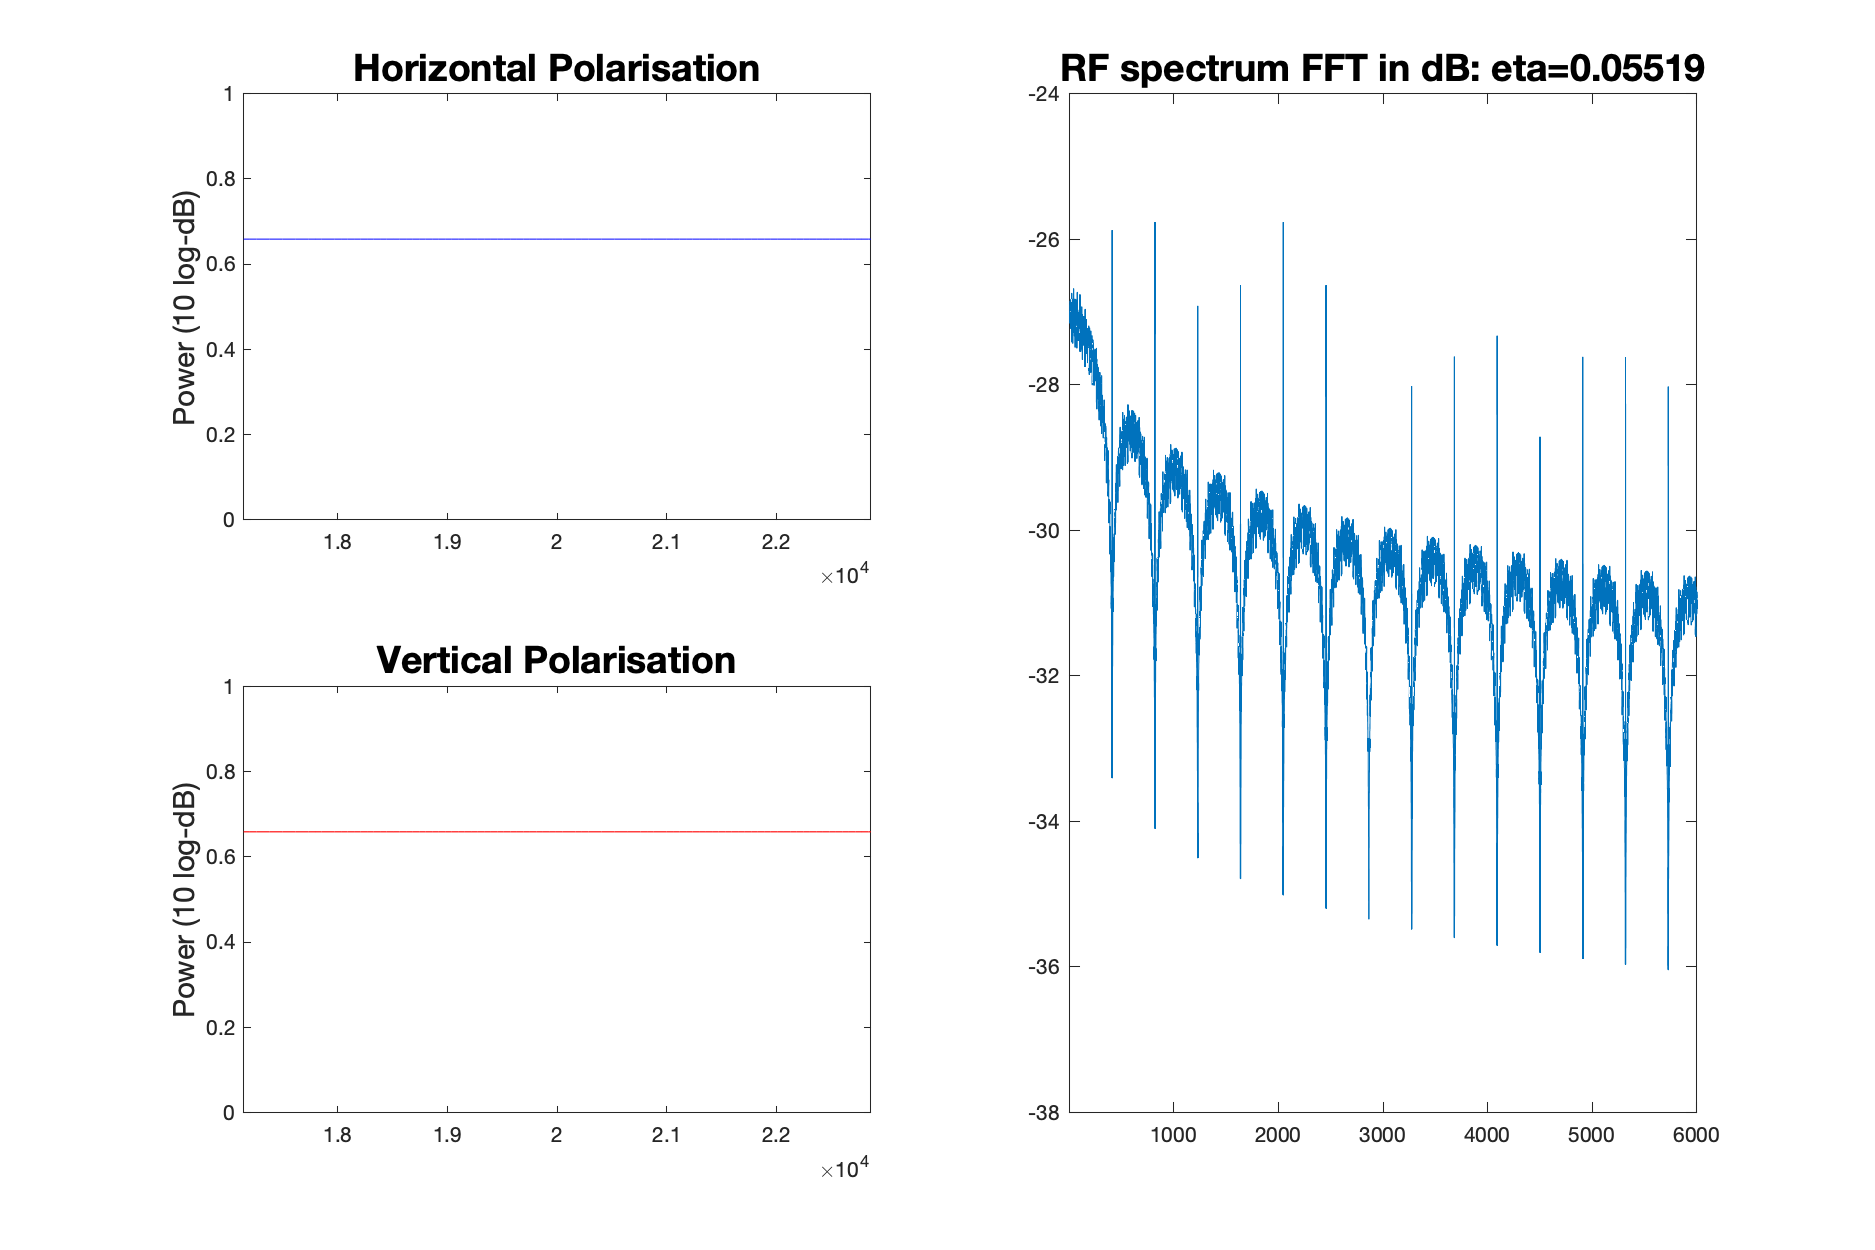 Horizontal Polarisation
Power (10 log-dB)
1
0.8
0.6
0.4
0.2
0
1.8 1.9 2 2.1 2.2
×10^4
Vertical Polarisation
Power (10 log-dB)
1
0.8
0.6
0.4
0.2
0
1.8 1.9 2 2.1 2.2
×10^4
RF spectrum FFT in dB: eta=0.05519
-24
-26
-28
-30
-32
-34
-36
-38
1000 2000 3000 4000 5000 6000